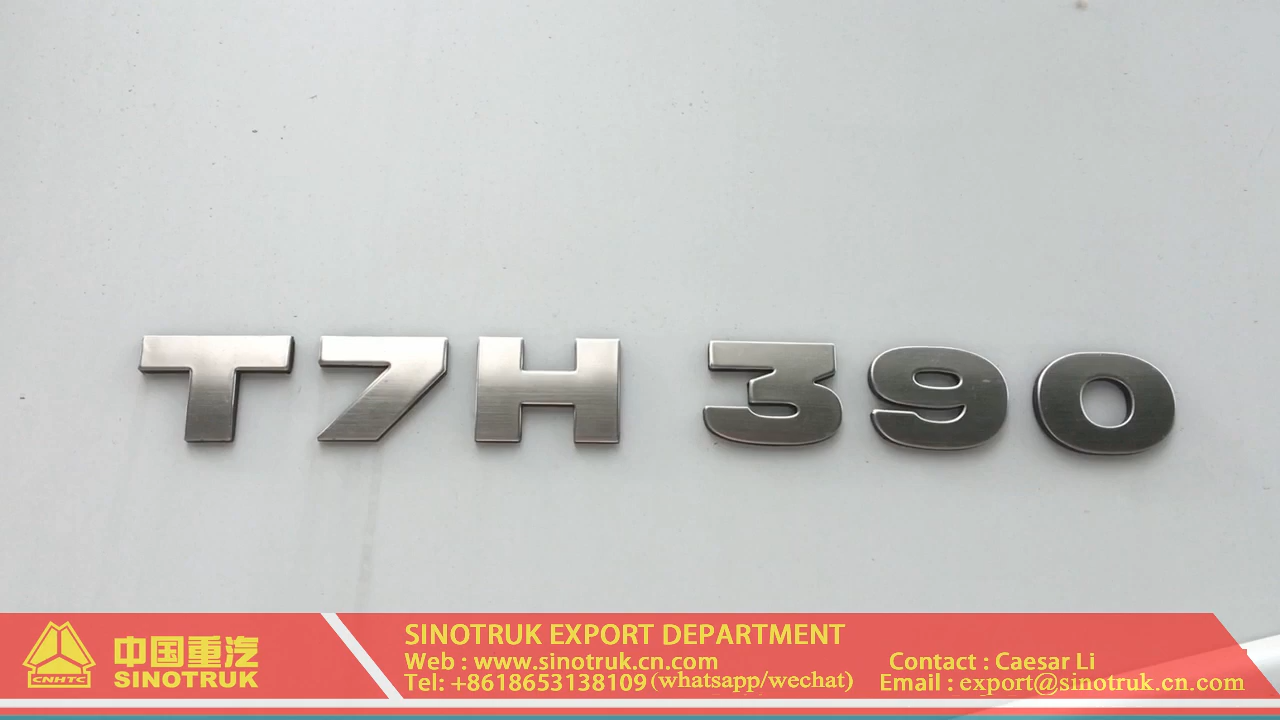 T7H 390
CNHTC
中国重汽
SINOTRUK
SINOTRUK EXPORT DEPARTMENT
Web : www.sinotruk.cn.com
Tel: +8618653138109 (whatsapp/wechat)
Contact : Caesar Li
Email : export@sinotruk.cn.com